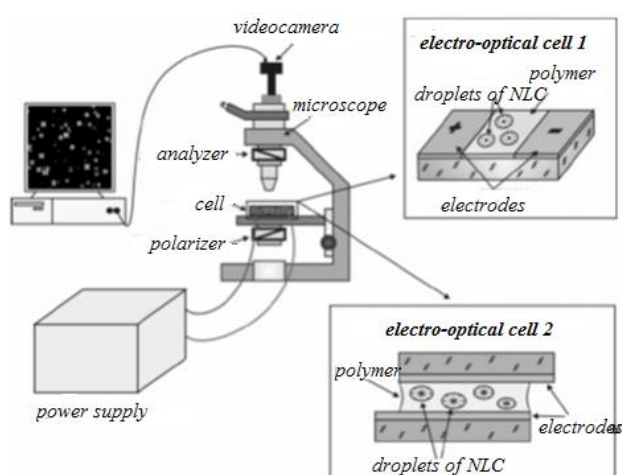 videocamera
microscope
analyzer
cell
polarizer
power supply
electro-optical cell 1
polymer
droplets of NLC
electrodes
electro-optical cell 2
polymer
electrodes
droplets of NLC